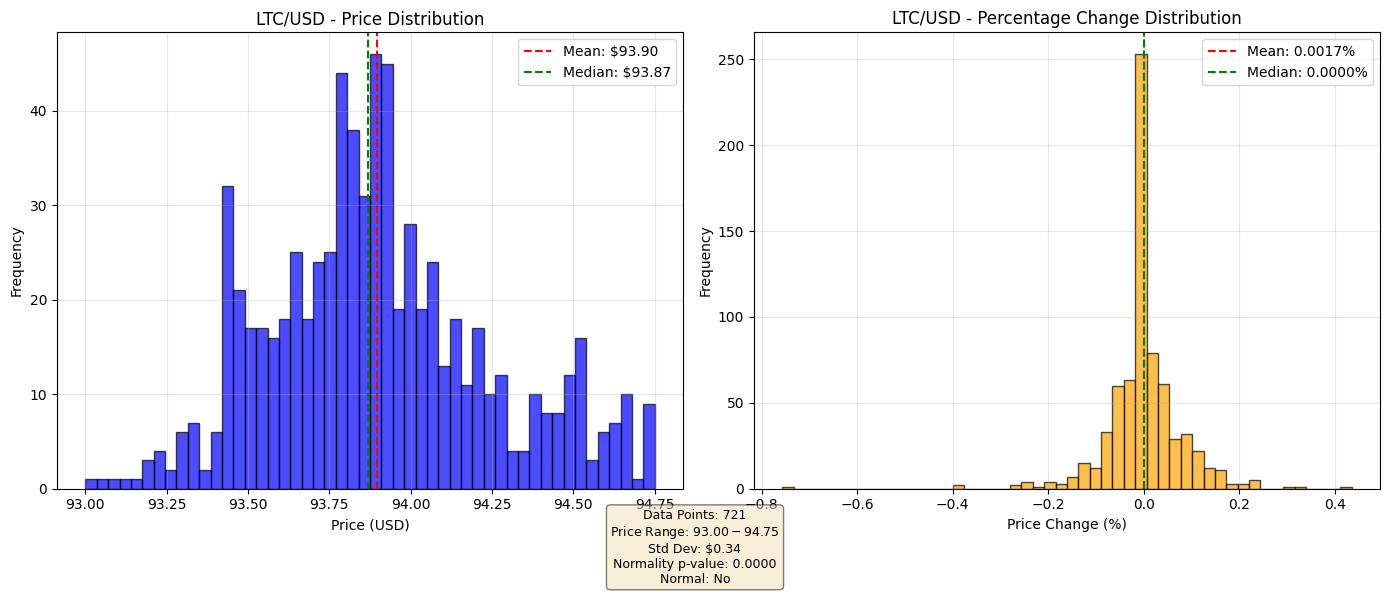 LTC/USD - Price Distribution
Mean: $93.90
Median: $93.87
Frequency
0
10
20
30
40
93.00
93.25
93.50
93.75
94.00
94.25
94.50
94.75
Price (USD)
LTC/USD - Percentage Change Distribution
Mean: 0.0017%
Median: 0.0000%
Frequency
0
50
100
150
200
250
−0.8
−0.6
−0.4
−0.2
0.0
0.2
0.4
Price Change (%)
Data Points: 721
Price Range: 93.00 − 94.75
Std Dev: $0.34
Normality p-value: 0.0000
Normal: No